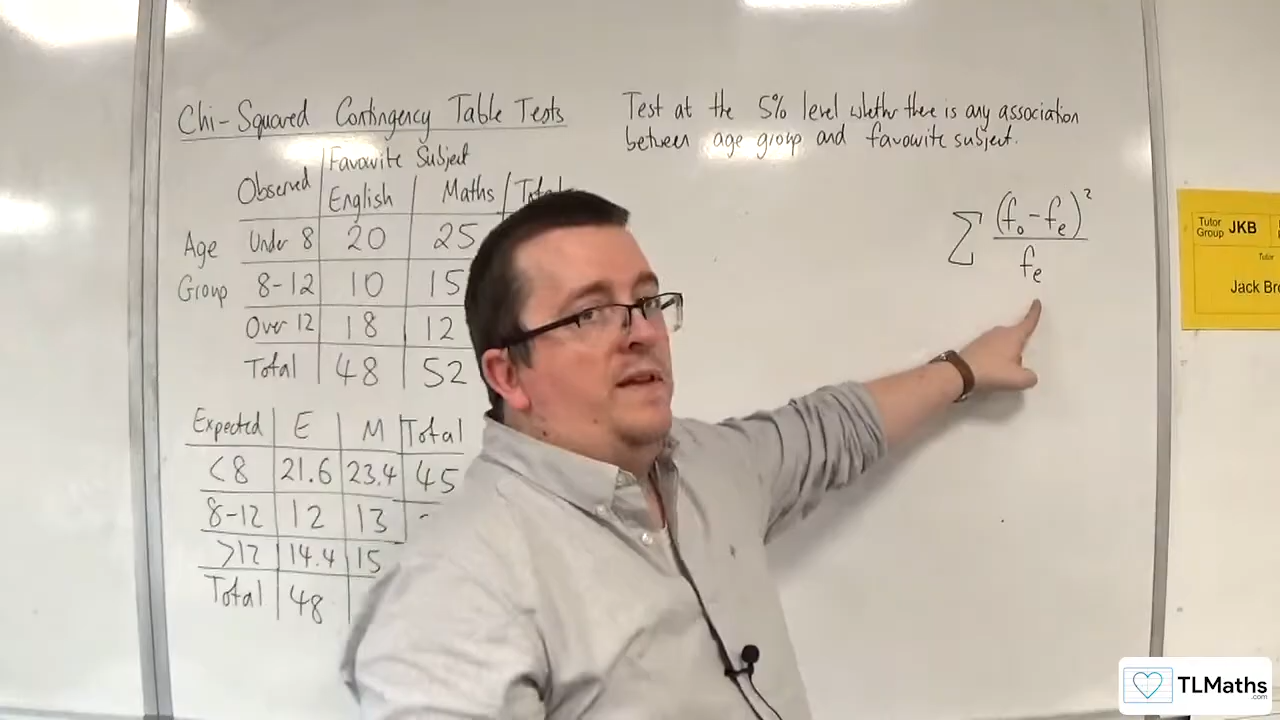 Chi-Squared Contingency Table Tests
Test at the 5% level whether there is any association
between age group and favourite subject.
Favourite Subject
Observed English Maths
Age Under 8 20 25
Group 8-12 10 15
Over 12 18 12
Total 48 52
Σ (fₒ - fₑ)² / fₑ
Expected E M Total
<8 21.6 23.4 45
8-12 12 13
>12 14.4 15
Total 48
Tutor Group JKB
Tutor
Jack
TLMaths
.com